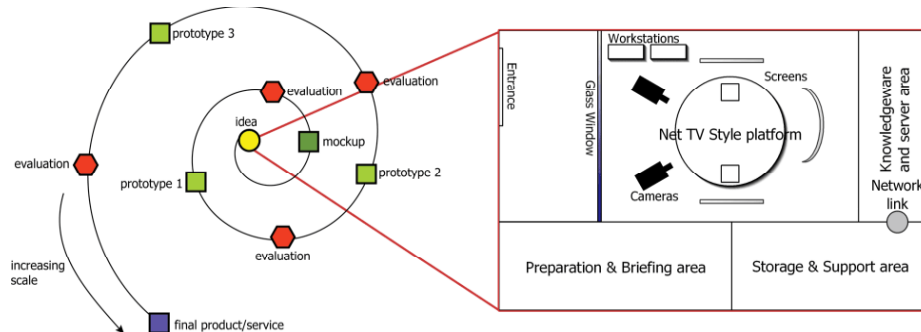 prototype 3
evaluation
evaluation
idea
mockup
evaluation
prototype 1
prototype 2
evaluation
increasing
scale
final product/service
Entrance
Glass Window
Workstations
Screens
Net TV Style platform
Cameras
Knowledgeware
and server area
Network
link
Preparation & Briefing area
Storage & Support area